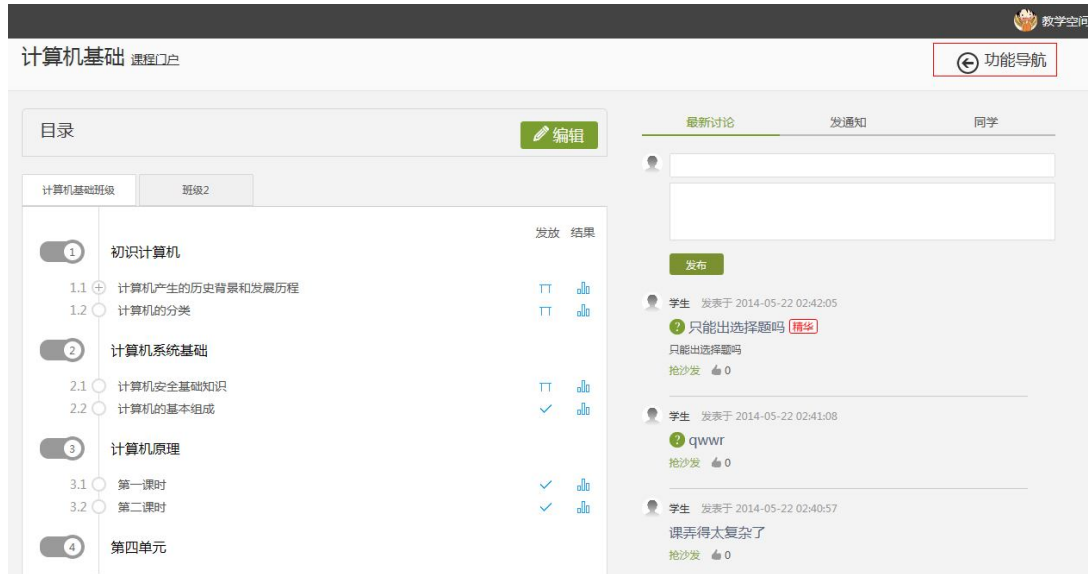 教学空间
计算机基础 课程门户
功能导航
目录
编辑
计算机基础班级 班级2
发放 结果
1 初识计算机
1.1 计算机产生的历史背景和发展历程
1.2 计算机的分类
2 计算机系统基础
2.1 计算机安全基础知识
2.2 计算机的基本组成
3 计算机原理
3.1 第一课时
3.2 第二课时
4 第四单元
最新讨论 发通知 同学
发布
学生 发表于 2014-05-22 02:42:05
? 只能出选择题吗 精华
只能出选择题吗
抢沙发 0
学生 发表于 2014-05-22 02:41:08
? qwwr
抢沙发 0
学生 发表于 2014-05-22 02:40:57
课弄得太复杂了
抢沙发 0